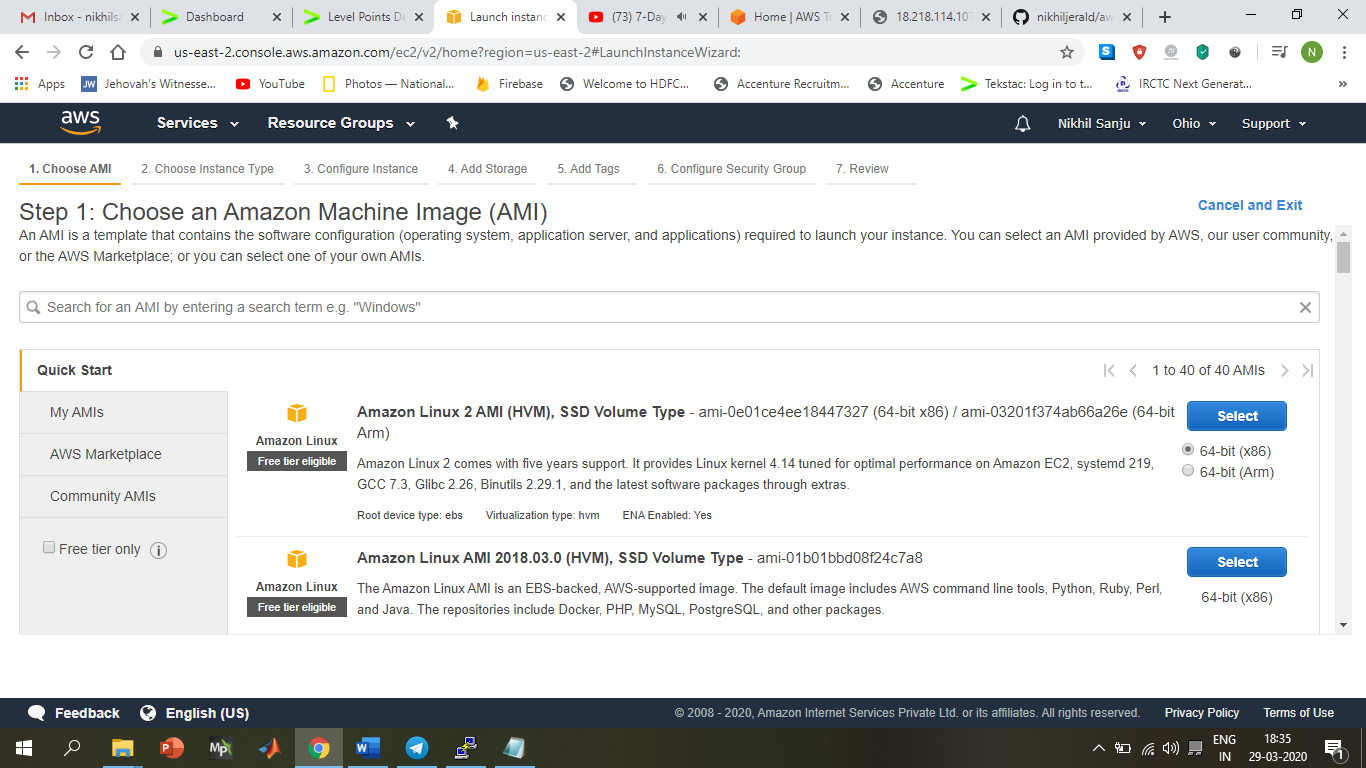 Inbox - nikhilsa
Dashboard
Level Points De
Launch instanc
(73) 7-Day
Home | AWS T
18.218.114.107
nikhiljerald/aw
us-east-2.console.aws.amazon.com/ec2/v2/home?region=us-east-2#LaunchInstanceWizard:
N
Apps
JW
Jehovah's Witnesse...
YouTube
Photos — National...
Firebase
Welcome to HDFC...
Accenture Recruitm...
Accenture
Tekstac: Log in to t...
IRCTC Next Generat...
»
aws
Services
Resource Groups
Nikhil Sanju
Ohio
Support
1. Choose AMI
2. Choose Instance Type
3. Configure Instance
4. Add Storage
5. Add Tags
6. Configure Security Group
7. Review
Step 1: Choose an Amazon Machine Image (AMI)
Cancel and Exit
An AMI is a template that contains the software configuration (operating system, application server, and applications) required to launch your instance. You can select an AMI provided by AWS, our user community,
or the AWS Marketplace; or you can select one of your own AMIs.
Search for an AMI by entering a search term e.g. "Windows"
Quick Start
1 to 40 of 40 AMIs
My AMIs
AWS Marketplace
Community AMIs
Free tier only
Amazon Linux
Free tier eligible
Amazon Linux 2 AMI (HVM), SSD Volume Type - ami-0e01ce4ee18447327 (64-bit x86) / ami-03201f374ab66a26e (64-bit
Arm)
Amazon Linux 2 comes with five years support. It provides Linux kernel 4.14 tuned for optimal performance on Amazon EC2, systemd 219,
GCC 7.3, Glibc 2.26, Binutils 2.29.1, and the latest software packages through extras.
Root device type: ebs Virtualization type: hvm ENA Enabled: Yes
Select
64-bit (x86)
64-bit (Arm)
Amazon Linux
Free tier eligible
Amazon Linux AMI 2018.03.0 (HVM), SSD Volume Type - ami-01b01bbd08f24c7a8
The Amazon Linux AMI is an EBS-backed, AWS-supported image. The default image includes AWS command line tools, Python, Ruby, Perl,
and Java. The repositories include Docker, PHP, MySQL, PostgreSQL, and other packages.
Select
64-bit (x86)
Feedback
English (US)
© 2008 - 2020, Amazon Internet Services Private Ltd. or its affiliates. All rights reserved.
Privacy Policy
Terms of Use
ENG
IN
18:35
29-03-2020
1